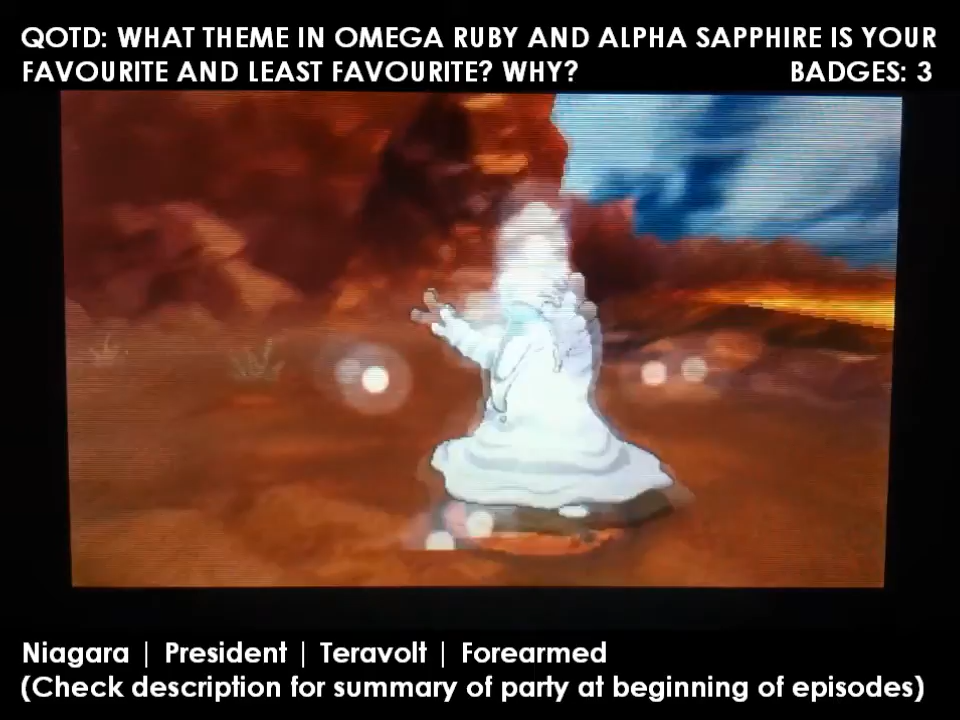 QOTD: WHAT THEME IN OMEGA RUBY AND ALPHA SAPPHIRE IS YOUR
FAVOURITE AND LEAST FAVOURITE? WHY? BADGES: 3
Niagara | President | Teravolt | Forearmed
(Check description for summary of party at beginning of episodes)